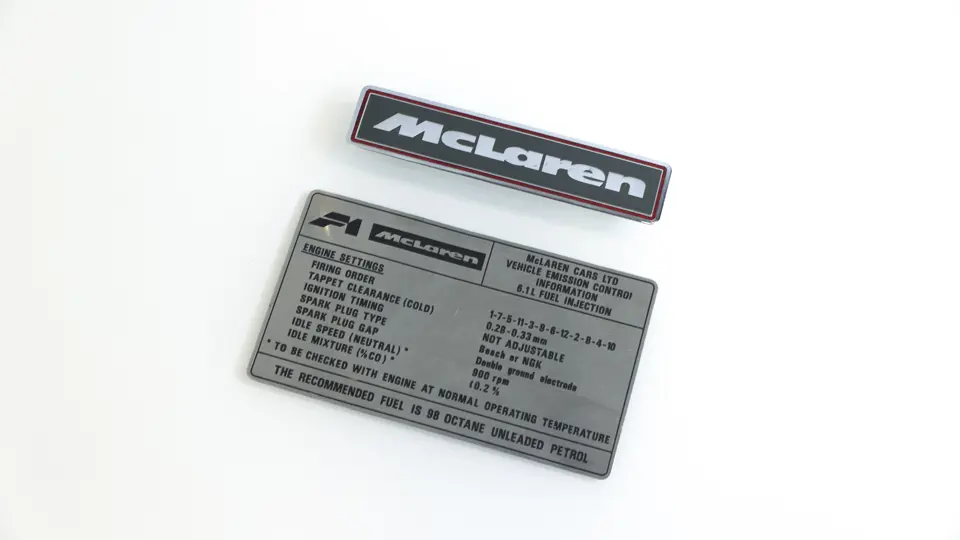 McLaren
F1 McLaren
McLAREN CARS LTD
VEHICLE EMISSION CONTROL
INFORMATION
6.1 L FUEL INJECTION
ENGINE SETTINGS
FIRING ORDER 1-7-5-11-3-9-6-12-2-8-4-10
TAPPET CLEARANCE (COLD) 0.28-0.33mm
IGNITION TIMING NOT ADJUSTABLE
SPARK PLUG TYPE Bosch or NGK
SPARK PLUG GAP Double ground electrode
IDLE SPEED (NEUTRAL) * 900 rpm
IDLE MIXTURE (%CO) * (0.2 %
* TO BE CHECKED WITH ENGINE AT NORMAL OPERATING TEMPERATURE
THE RECOMMENDED FUEL IS 98 OCTANE UNLEADED PETROL